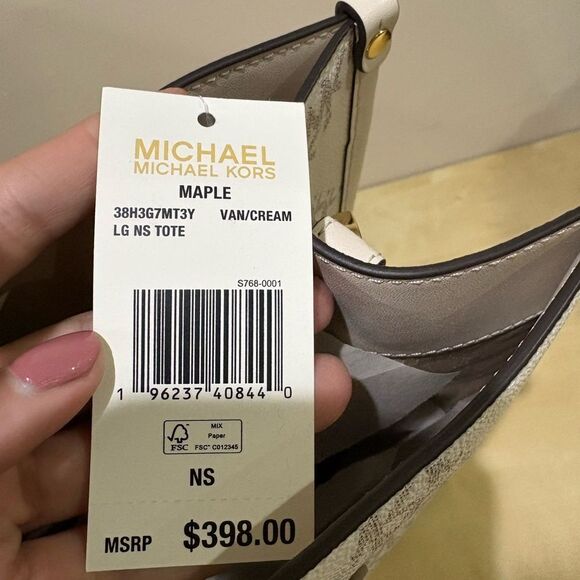 MICHAEL
MICHAEL KORS
MAPLE
38H3G7MT3Y VAN/CREAM
LG NS TOTE
S768-0001
1 96237 40844 0
FSC
MIX
Paper
FSC™ C012345
NS
MSRP $398.00